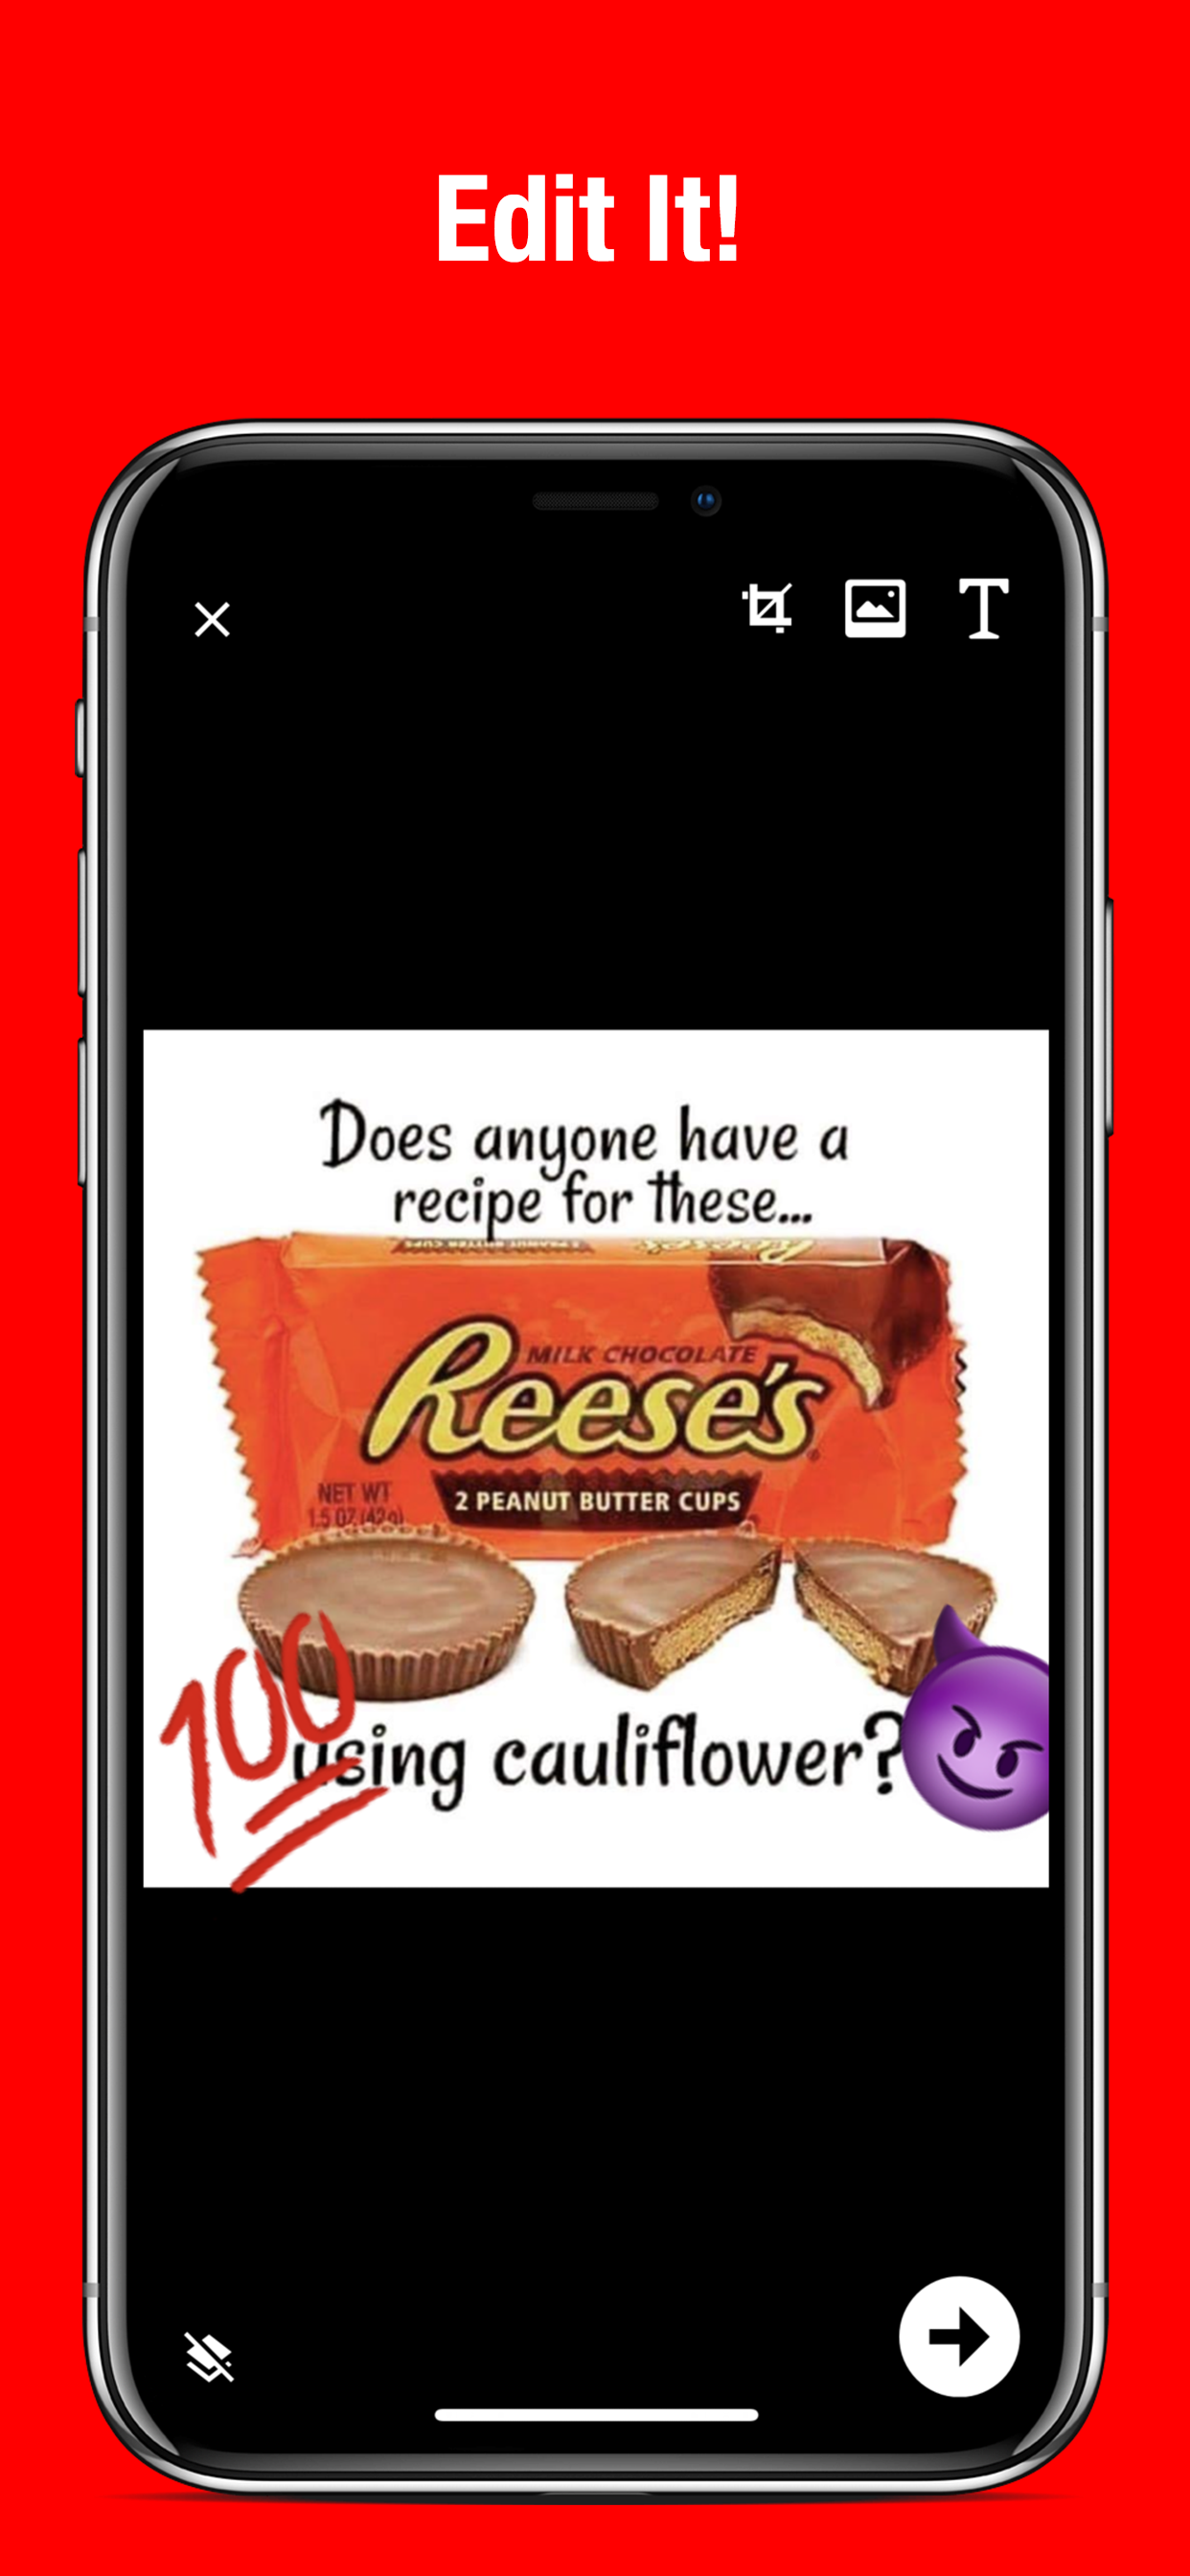 Edit It!
T
Does anyone have a
recipe for these...
MILK CHOCOLATE
Reese's
NET WT
1.5 OZ (42g)
2 PEANUT BUTTER CUPS
100
using cauliflower?